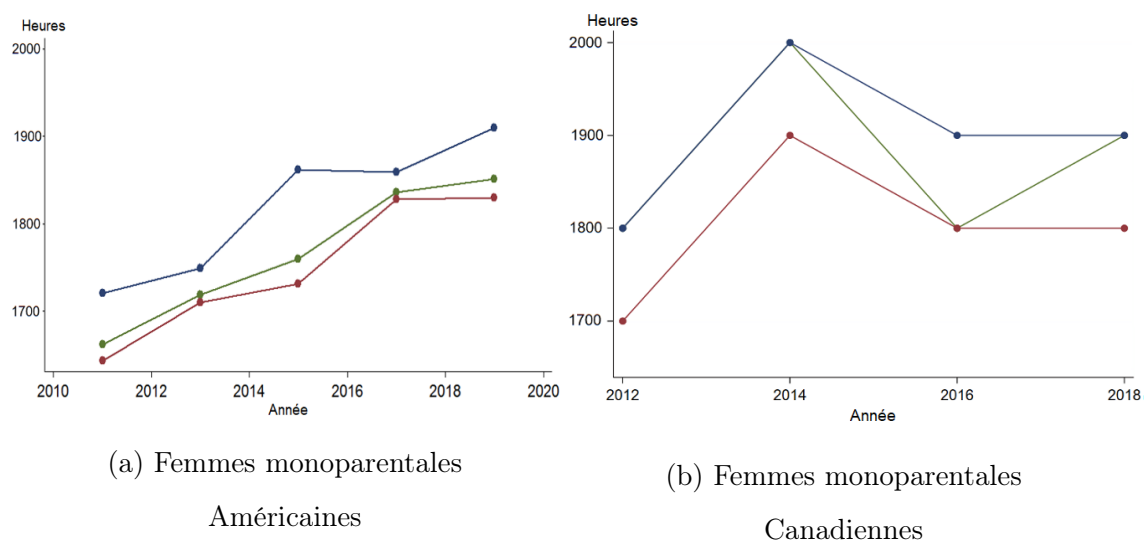 Heures
2000
1900
1800
1700
2010 2012 2014 2016 2018 2020
Année
(a) Femmes monoparentales
Américaines
Heures
2000
1900
1800
1700
2012 2014 2016 2018
Année
(b) Femmes monoparentales
Canadiennes